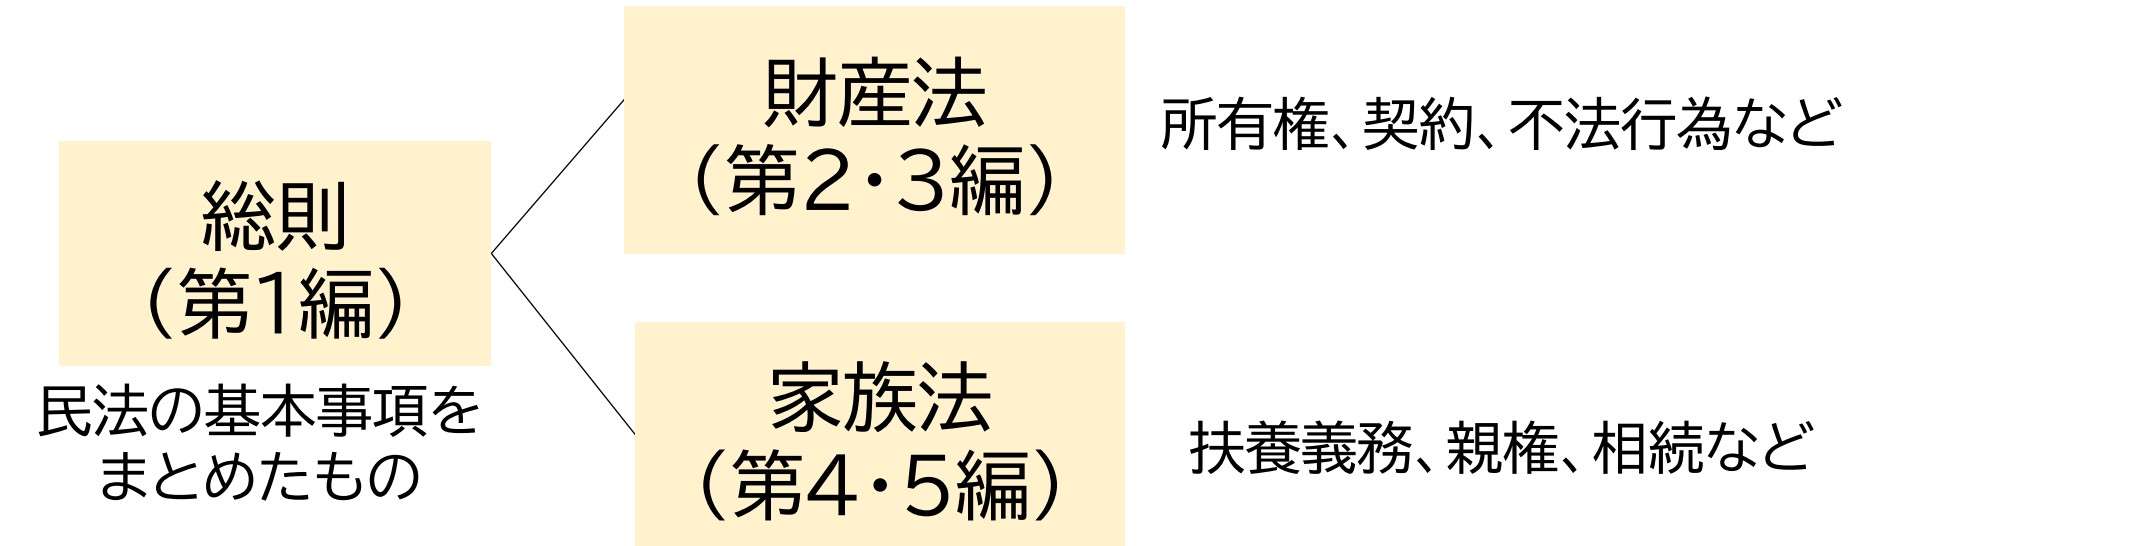 総則
（第1編）
民法の基本事項を
まとめたもの
財産法
（第2・3編）
所有権、契約、不法行為など
家族法
（第4・5編）
扶養義務、親権、相続など